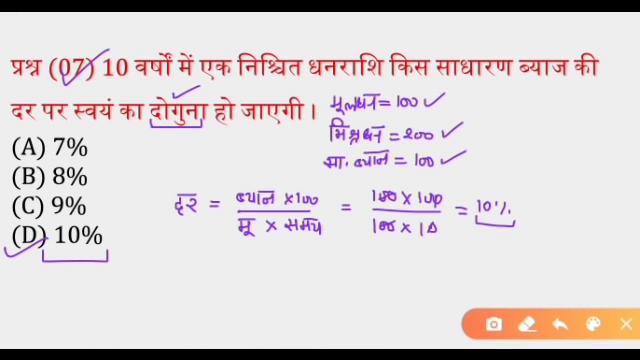 प्रश्न (07) 10 वर्षों में एक निश्चित धनराशि किस साधारण ब्याज की
दर पर स्वयं का दोगुना हो जाएगी।
मूलधन = 100
मिश्रधन = 200
सा. ब्याज = 100
(A) 7%
(B) 8%
(C) 9%
(D) 10%
दर = ब्याज × 100 / मू × समय = 100 × 100 / 100 × 10 = 10%